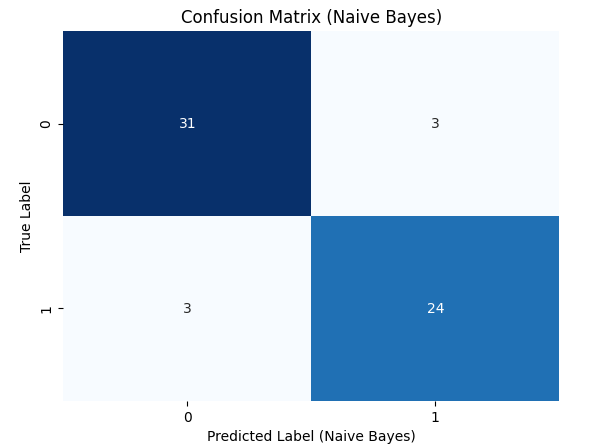 Confusion Matrix (Naive Bayes)
True Label
0
31
3
1
3
24
0
1
Predicted Label (Naive Bayes)